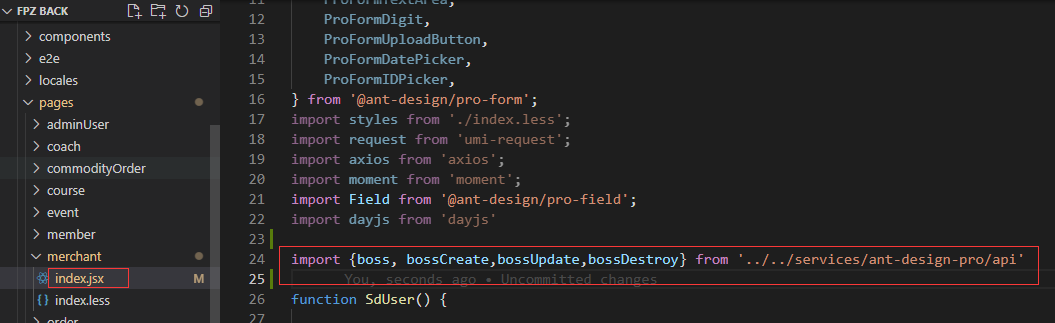 FPZ BACK
components
e2e
locales
pages
adminUser
coach
commodityOrder
course
event
member
merchant
index.jsx M
index.less
12 ProFormDigit,
13 ProFormUploadButton,
14 ProFormDatePicker,
15 ProFormIDPicker,
16 } from '@ant-design/pro-form';
17 import styles from './index.less';
18 import request from 'umi-request';
19 import axios from 'axios';
20 import moment from 'moment';
21 import Field from '@ant-design/pro-field';
22 import dayjs from 'dayjs'
23
24 import {boss, bossCreate,bossUpdate,bossDestroy} from '../../services/ant-design-pro/api'
25 You, seconds ago • Uncommitted changes
26 function SdUser() {
27